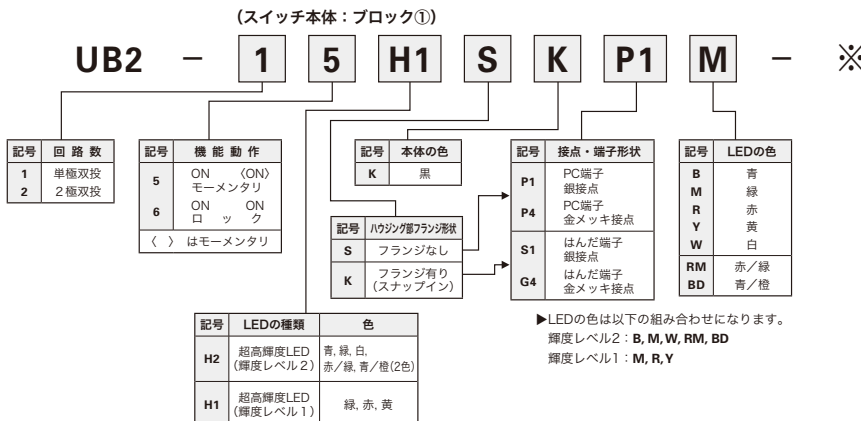 (スイッチ本体：ブロック①)
UB2 － 1 5 H1 S K P1 M － ※
記号 回路数
1 単極双投
2 2極双投
記号 機能動作
5 ON 〈ON〉
モーメンタリ
6 ON ON
ロック
〈 〉はモーメンタリ
記号 本体の色
K 黒
記号 ハウジング部フランジ形状
S フランジなし
K フランジ有り
(スナップイン)
記号 接点・端子形状
P1 PC端子
銀接点
P4 PC端子
金メッキ接点
S1 はんだ端子
銀接点
G4 はんだ端子
金メッキ接点
記号 LEDの色
B 青
M 緑
R 赤
Y 黄
W 白
RM 赤／緑
BD 青／橙
記号 LEDの種類 色
H2 超高輝度LED
(輝度レベル2) 青, 緑, 白,
赤／緑, 青／橙(2色)
H1 超高輝度LED
(輝度レベル1) 緑, 赤, 黄
▶LEDの色は以下の組み合わせになります。
輝度レベル2：B, M, W, RM, BD
輝度レベル1：M, R, Y